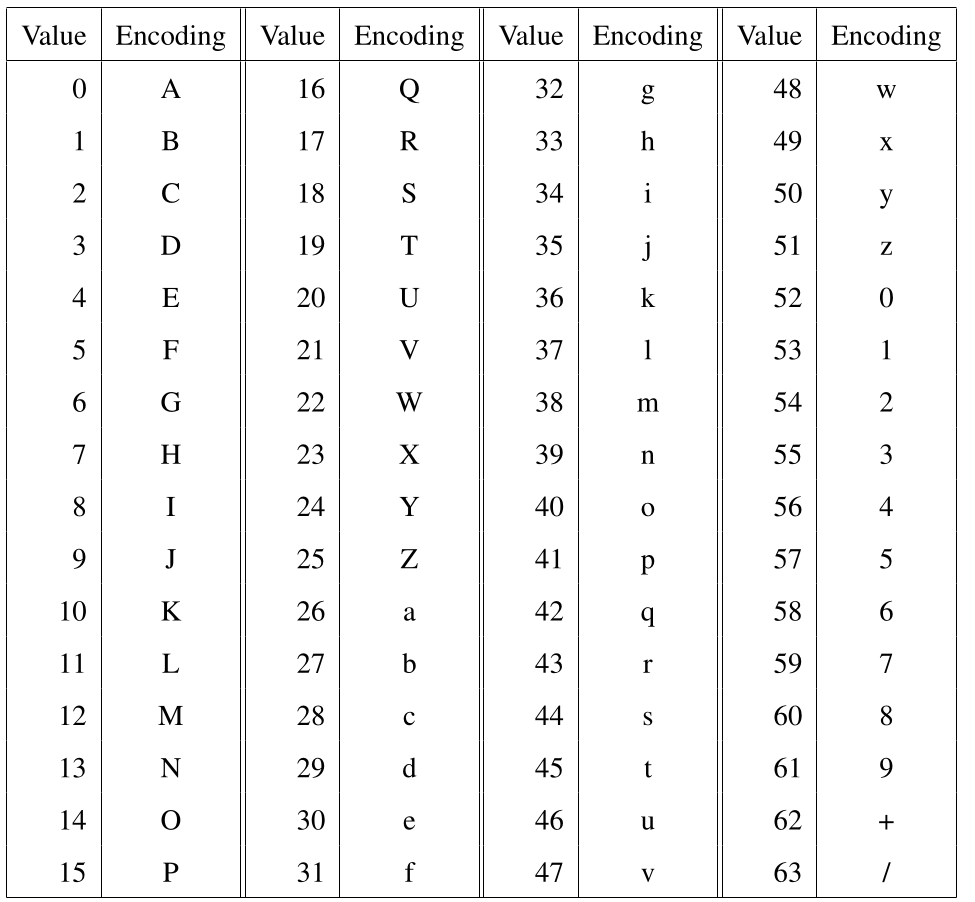 Value Encoding Value Encoding Value Encoding Value Encoding
0 A 16 Q 32 g 48 w
1 B 17 R 33 h 49 x
2 C 18 S 34 i 50 y
3 D 19 T 35 j 51 z
4 E 20 U 36 k 52 0
5 F 21 V 37 l 53 1
6 G 22 W 38 m 54 2
7 H 23 X 39 n 55 3
8 I 24 Y 40 o 56 4
9 J 25 Z 41 p 57 5
10 K 26 a 42 q 58 6
11 L 27 b 43 r 59 7
12 M 28 c 44 s 60 8
13 N 29 d 45 t 61 9
14 O 30 e 46 u 62 +
15 P 31 f 47 v 63 /